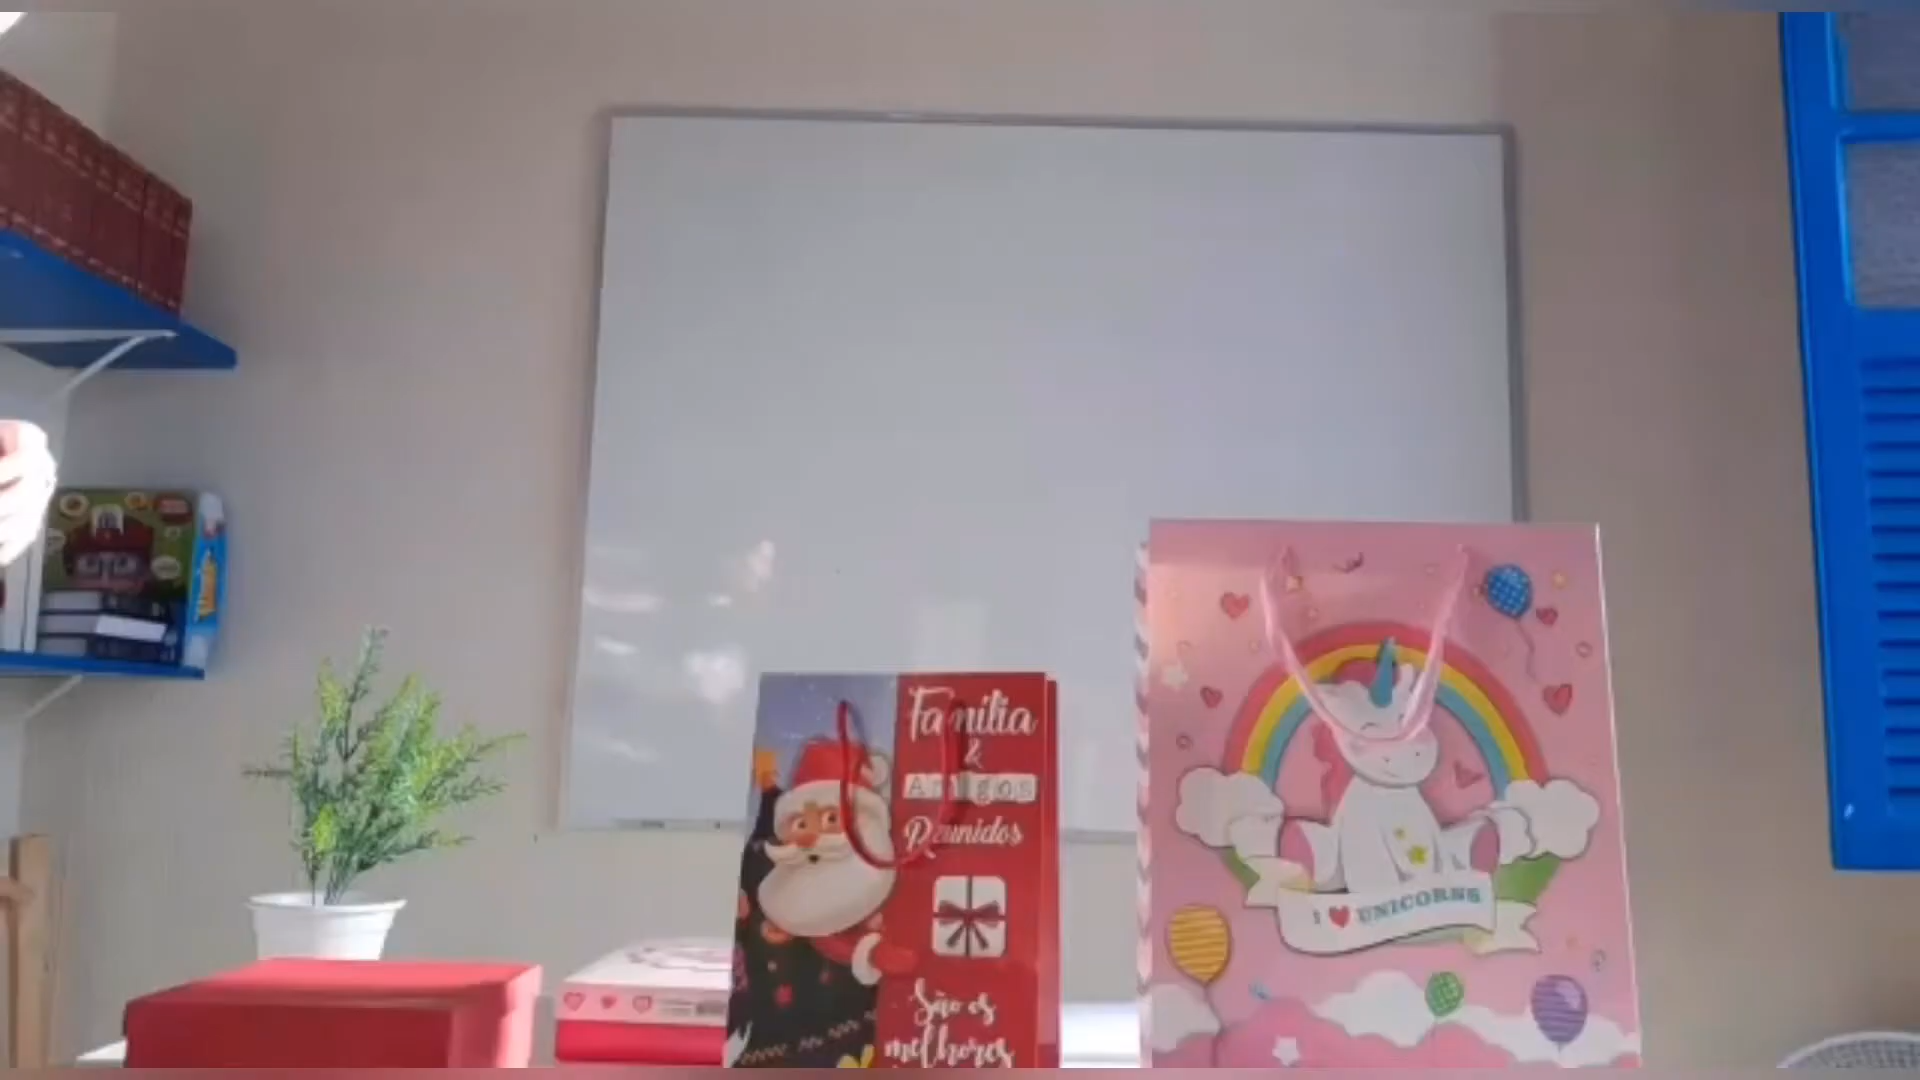 Família
&
Amigos
Reunidos
São os
melhores
I ❤ UNICORNS